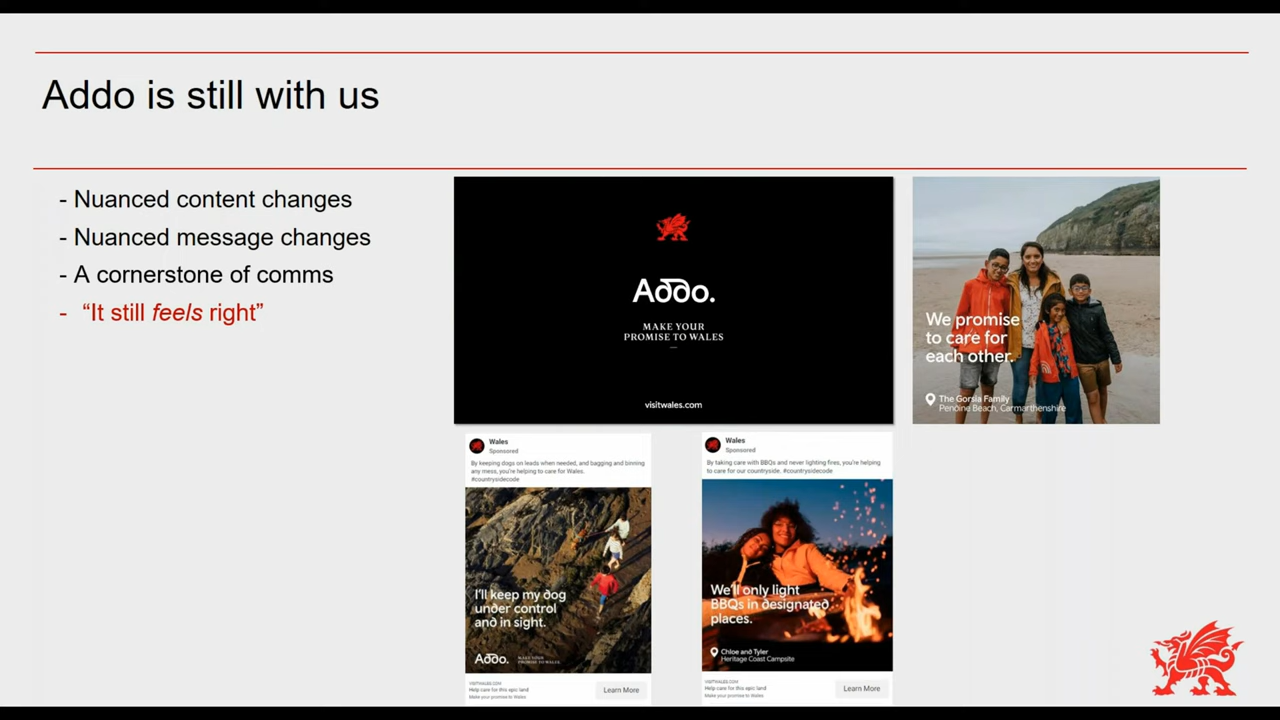 Addo is still with us
- Nuanced content changes
- Nuanced message changes
- A cornerstone of comms
- “It still feels right”
Addo.
MAKE YOUR
PROMISE TO WALES
visitwales.com
We promise
to care for
each other.
The Gorsia Family
Pendine Beach, Carmarthenshire
Wales
Sponsored
By keeping dogs on leads when needed, and bagging and binning
any mess, you're helping to care for Wales.
#countrysidecode
I'll keep my dog
under control
and in sight.
Addo. MAKE YOUR
PROMISE TO WALES
VISITWALES.COM
Help care for this epic land
Make your promise to Wales
Learn More
Wales
Sponsored
By taking care with BBQs and never lighting fires, you're helping
to care for our countryside. #countrysidecode
We'll only light
BBQs in designated
places.
Chloe and Tyler
Heritage Coast Campsite
VISITWALES.COM
Help care for this epic land
Make your promise to Wales
Learn More